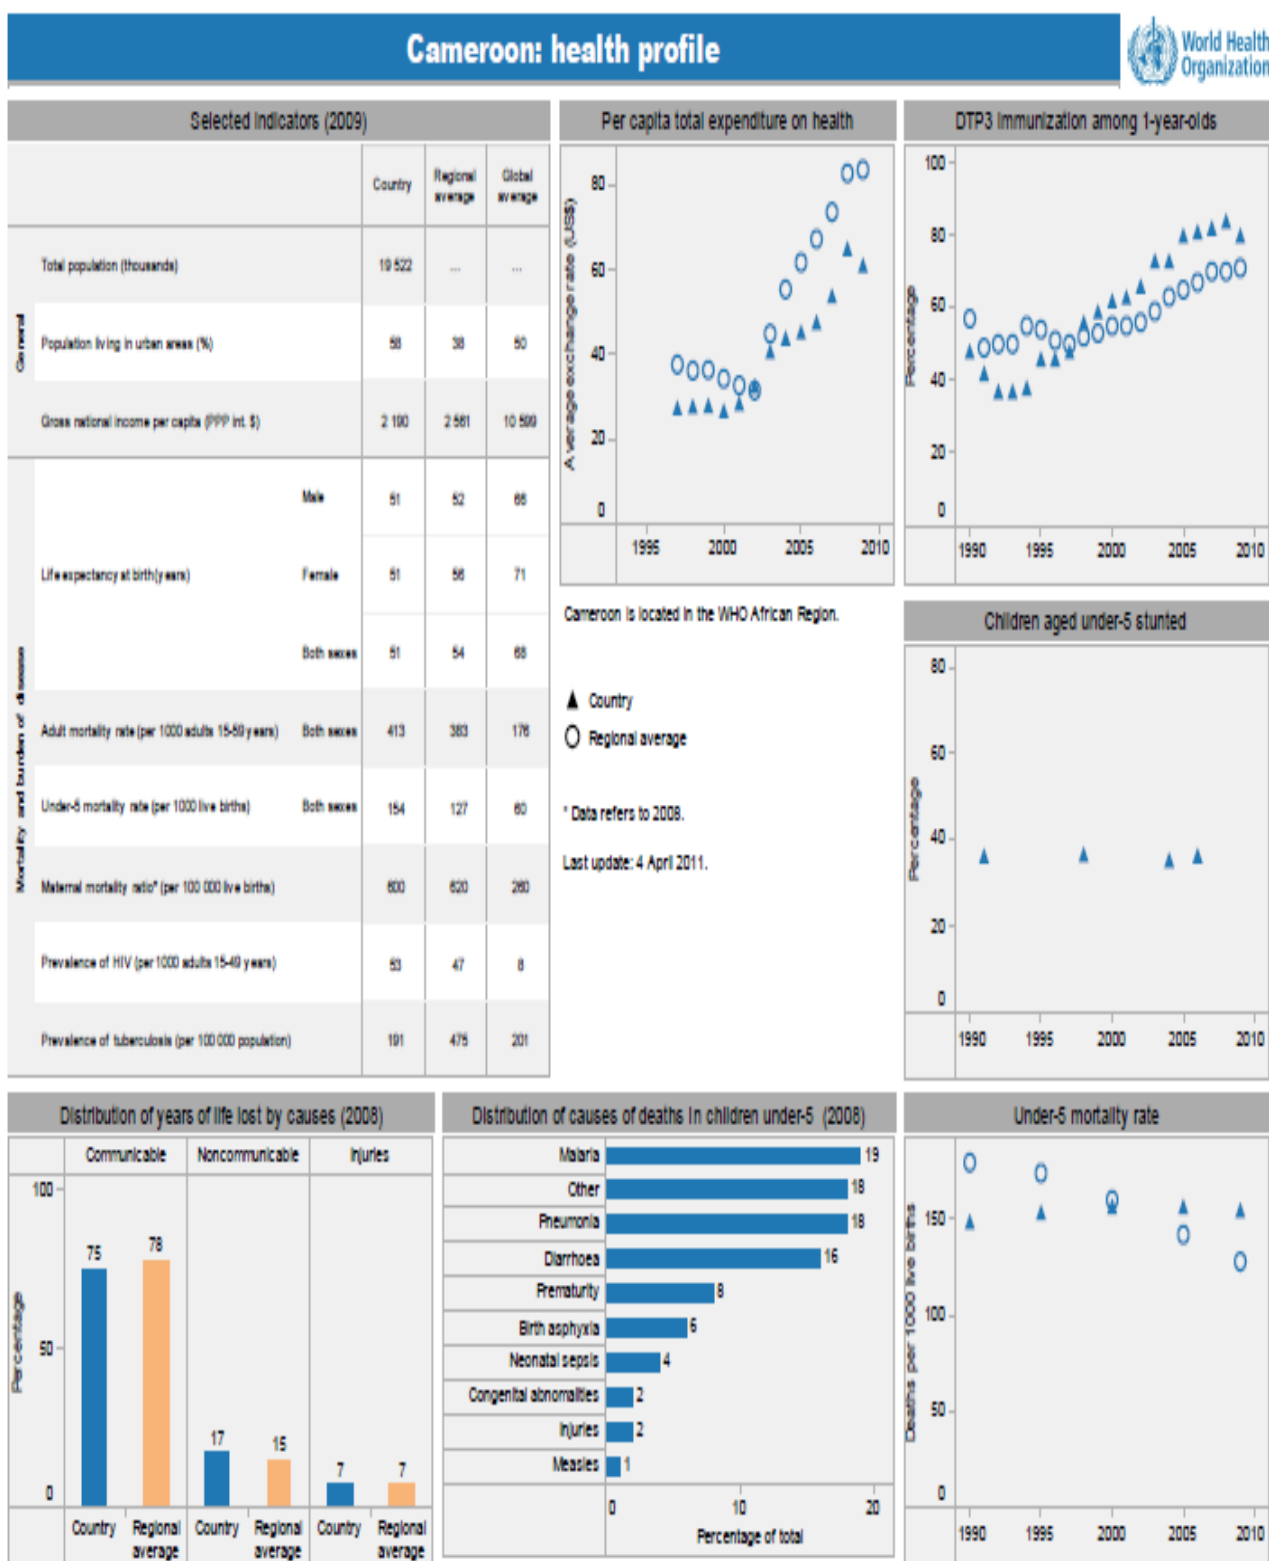 Cameroon: health profile
World Health
Organization
Selected Indicators (2009)
Country
Regional
average
Global
average
General
Total population (thousands)
19 522
...
...
Population living in urban areas (%)
58
38
50
Gross national income per capita (PPP int. $)
2 190
2 561
10 599
Mortality and burden of disease
Life expectancy at birth(years)
Male
51
52
66
Female
51
56
71
Both sexes
51
54
68
Adult mortality rate (per 1000 adults 15-59 years)
Both sexes
413
383
176
Under-5 mortality rate (per 1000 live births)
Both sexes
154
127
60
Maternal mortality ratio* (per 100 000 live births)
600
620
260
Prevalence of HIV (per 1000 adults 15-49 years)
53
47
8
Prevalence of tuberculosis (per 100 000 population)
191
475
201
Per capita total expenditure on health
Average exchange rate (US$)
80
60
40
20
0
1995
2000
2005
2010
Cameroon is located in the WHO African Region.
Country
Regional average
* Data refers to 2008.
Last update: 4 April 2011.
DTP3 Immunization among 1-year-olds
Percentage
100
80
60
40
20
0
1990
1995
2000
2005
2010
Children aged under-5 stunted
Percentage
80
60
40
20
0
1990
1995
2000
2005
2010
Distribution of years of life lost by causes (2008)
Communicable
Noncommunicable
Injuries
Percentage
100
50
0
75
78
17
15
7
7
Country
Regional
average
Country
Regional
average
Country
Regional
average
Distribution of causes of deaths in children under-5 (2008)
Malaria
19
Other
18
Pneumonia
18
Diarrhoea
16
Prematurity
8
Birth asphyxia
6
Neonatal sepsis
4
Congenital abnormalities
2
Injuries
2
Measles
1
0
10
20
Percentage of total
Under-5 mortality rate
Deaths per 1000 live births
150
100
50
0
1990
1995
2000
2005
2010